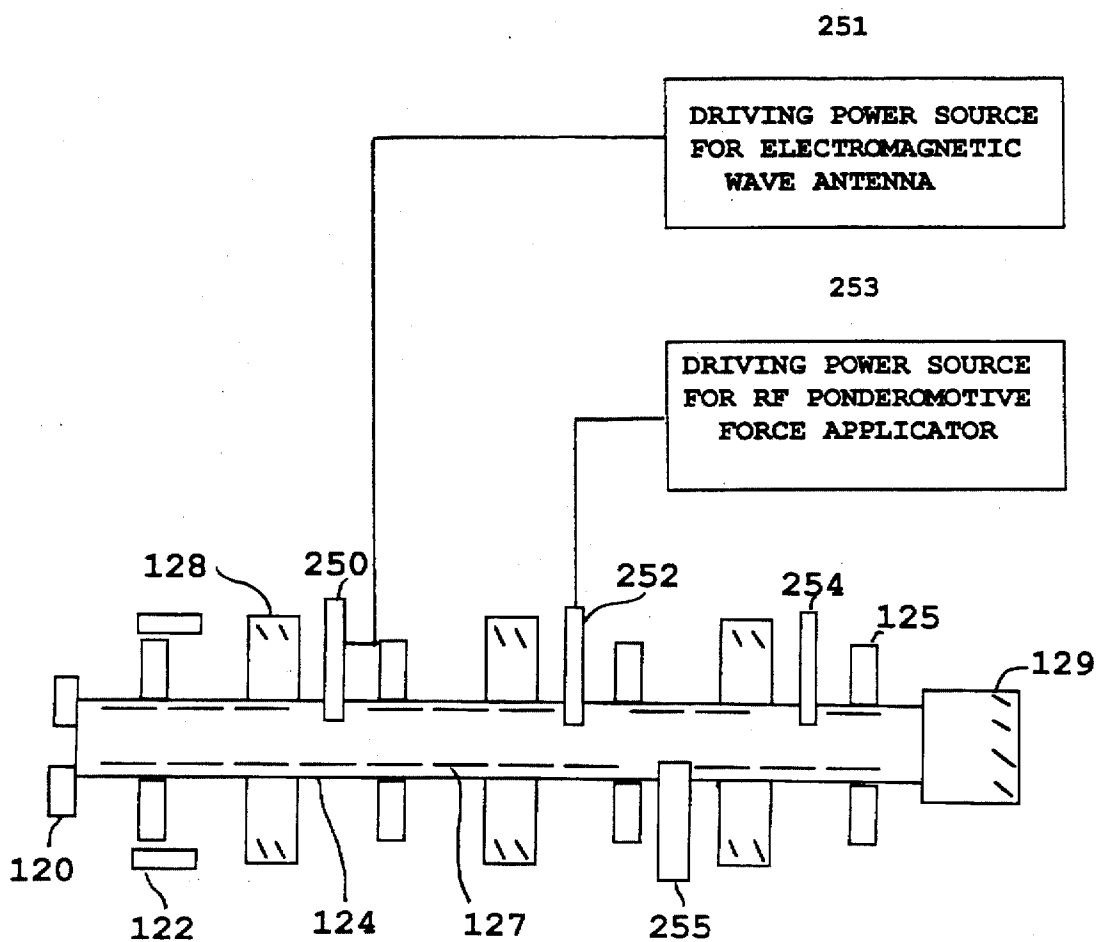 251
DRIVING POWER SOURCE
FOR ELECTROMAGNETIC
WAVE ANTENNA
253
DRIVING POWER SOURCE
FOR RF PONDEROMOTIVE
FORCE APPLICATOR
128
250
252
254
125
129
120
122
124
127
255